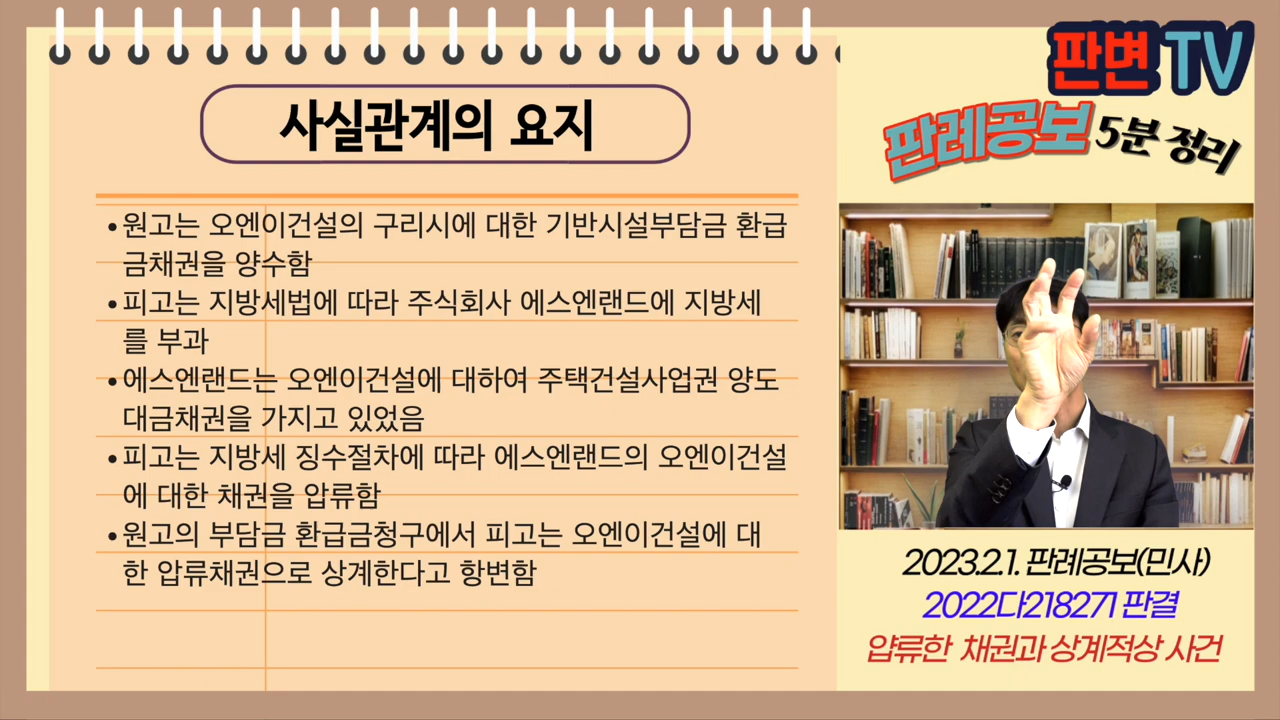 판변 TV
판례공보 5분 정리
사실관계의 요지
•원고는 오엔이건설의 구리시에 대한 기반시설부담금 환급
금채권을 양수함
•피고는 지방세법에 따라 주식회사 에스엔랜드에 지방세
를 부과
•에스엔랜드는 오엔이건설에 대하여 주택건설사업권 양도
대금채권을 가지고 있었음
•피고는 지방세 징수절차에 따라 에스엔랜드의 오엔이건설
에 대한 채권을 압류함
•원고의 부담금 환급금청구에서 피고는 오엔이건설에 대
한 압류채권으로 상계한다고 항변함
2023.2.1. 판례공보(민사)
2022다218271 판결
압류한 채권과 상계적상 사건